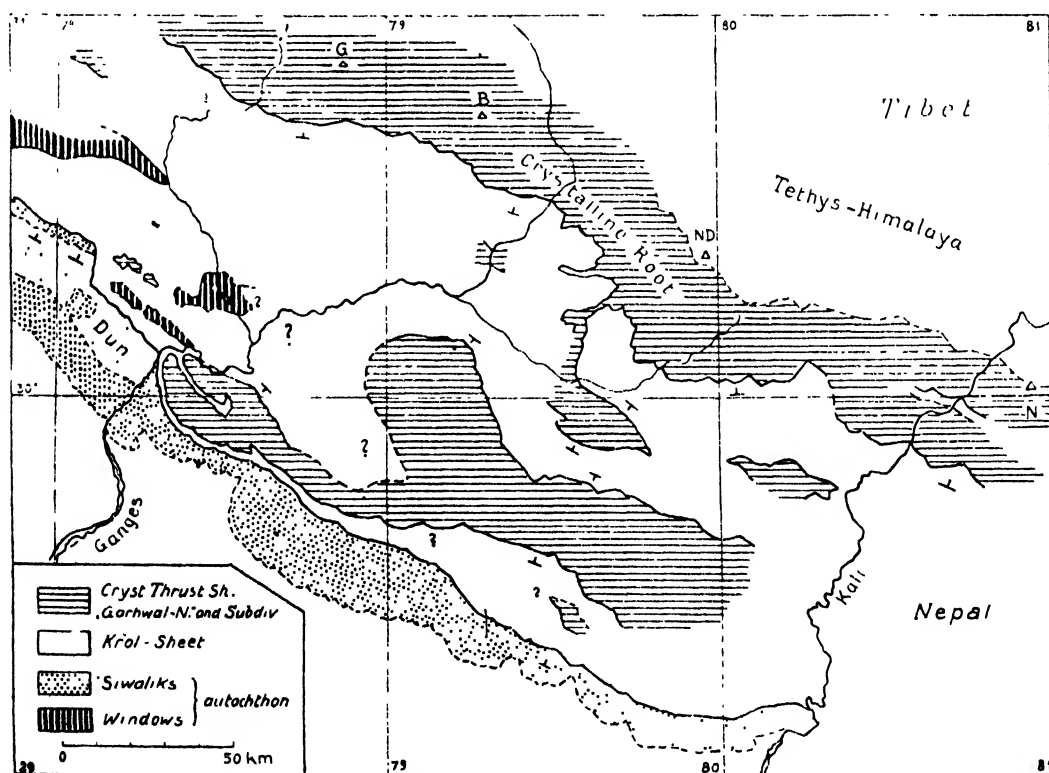 79
80
81
G
B
Tibet
Crystalline Root
Tethys-Himalaya
ND
Dun
?
?
30°
N
?
?
Ganges
?
Kali
Nepal
Cryst Thrust Sh.
Garhwal-N. and Subdiv
Krol-Sheet
Siwaliks
autochthon
Windows
0
50 km
29
79
80